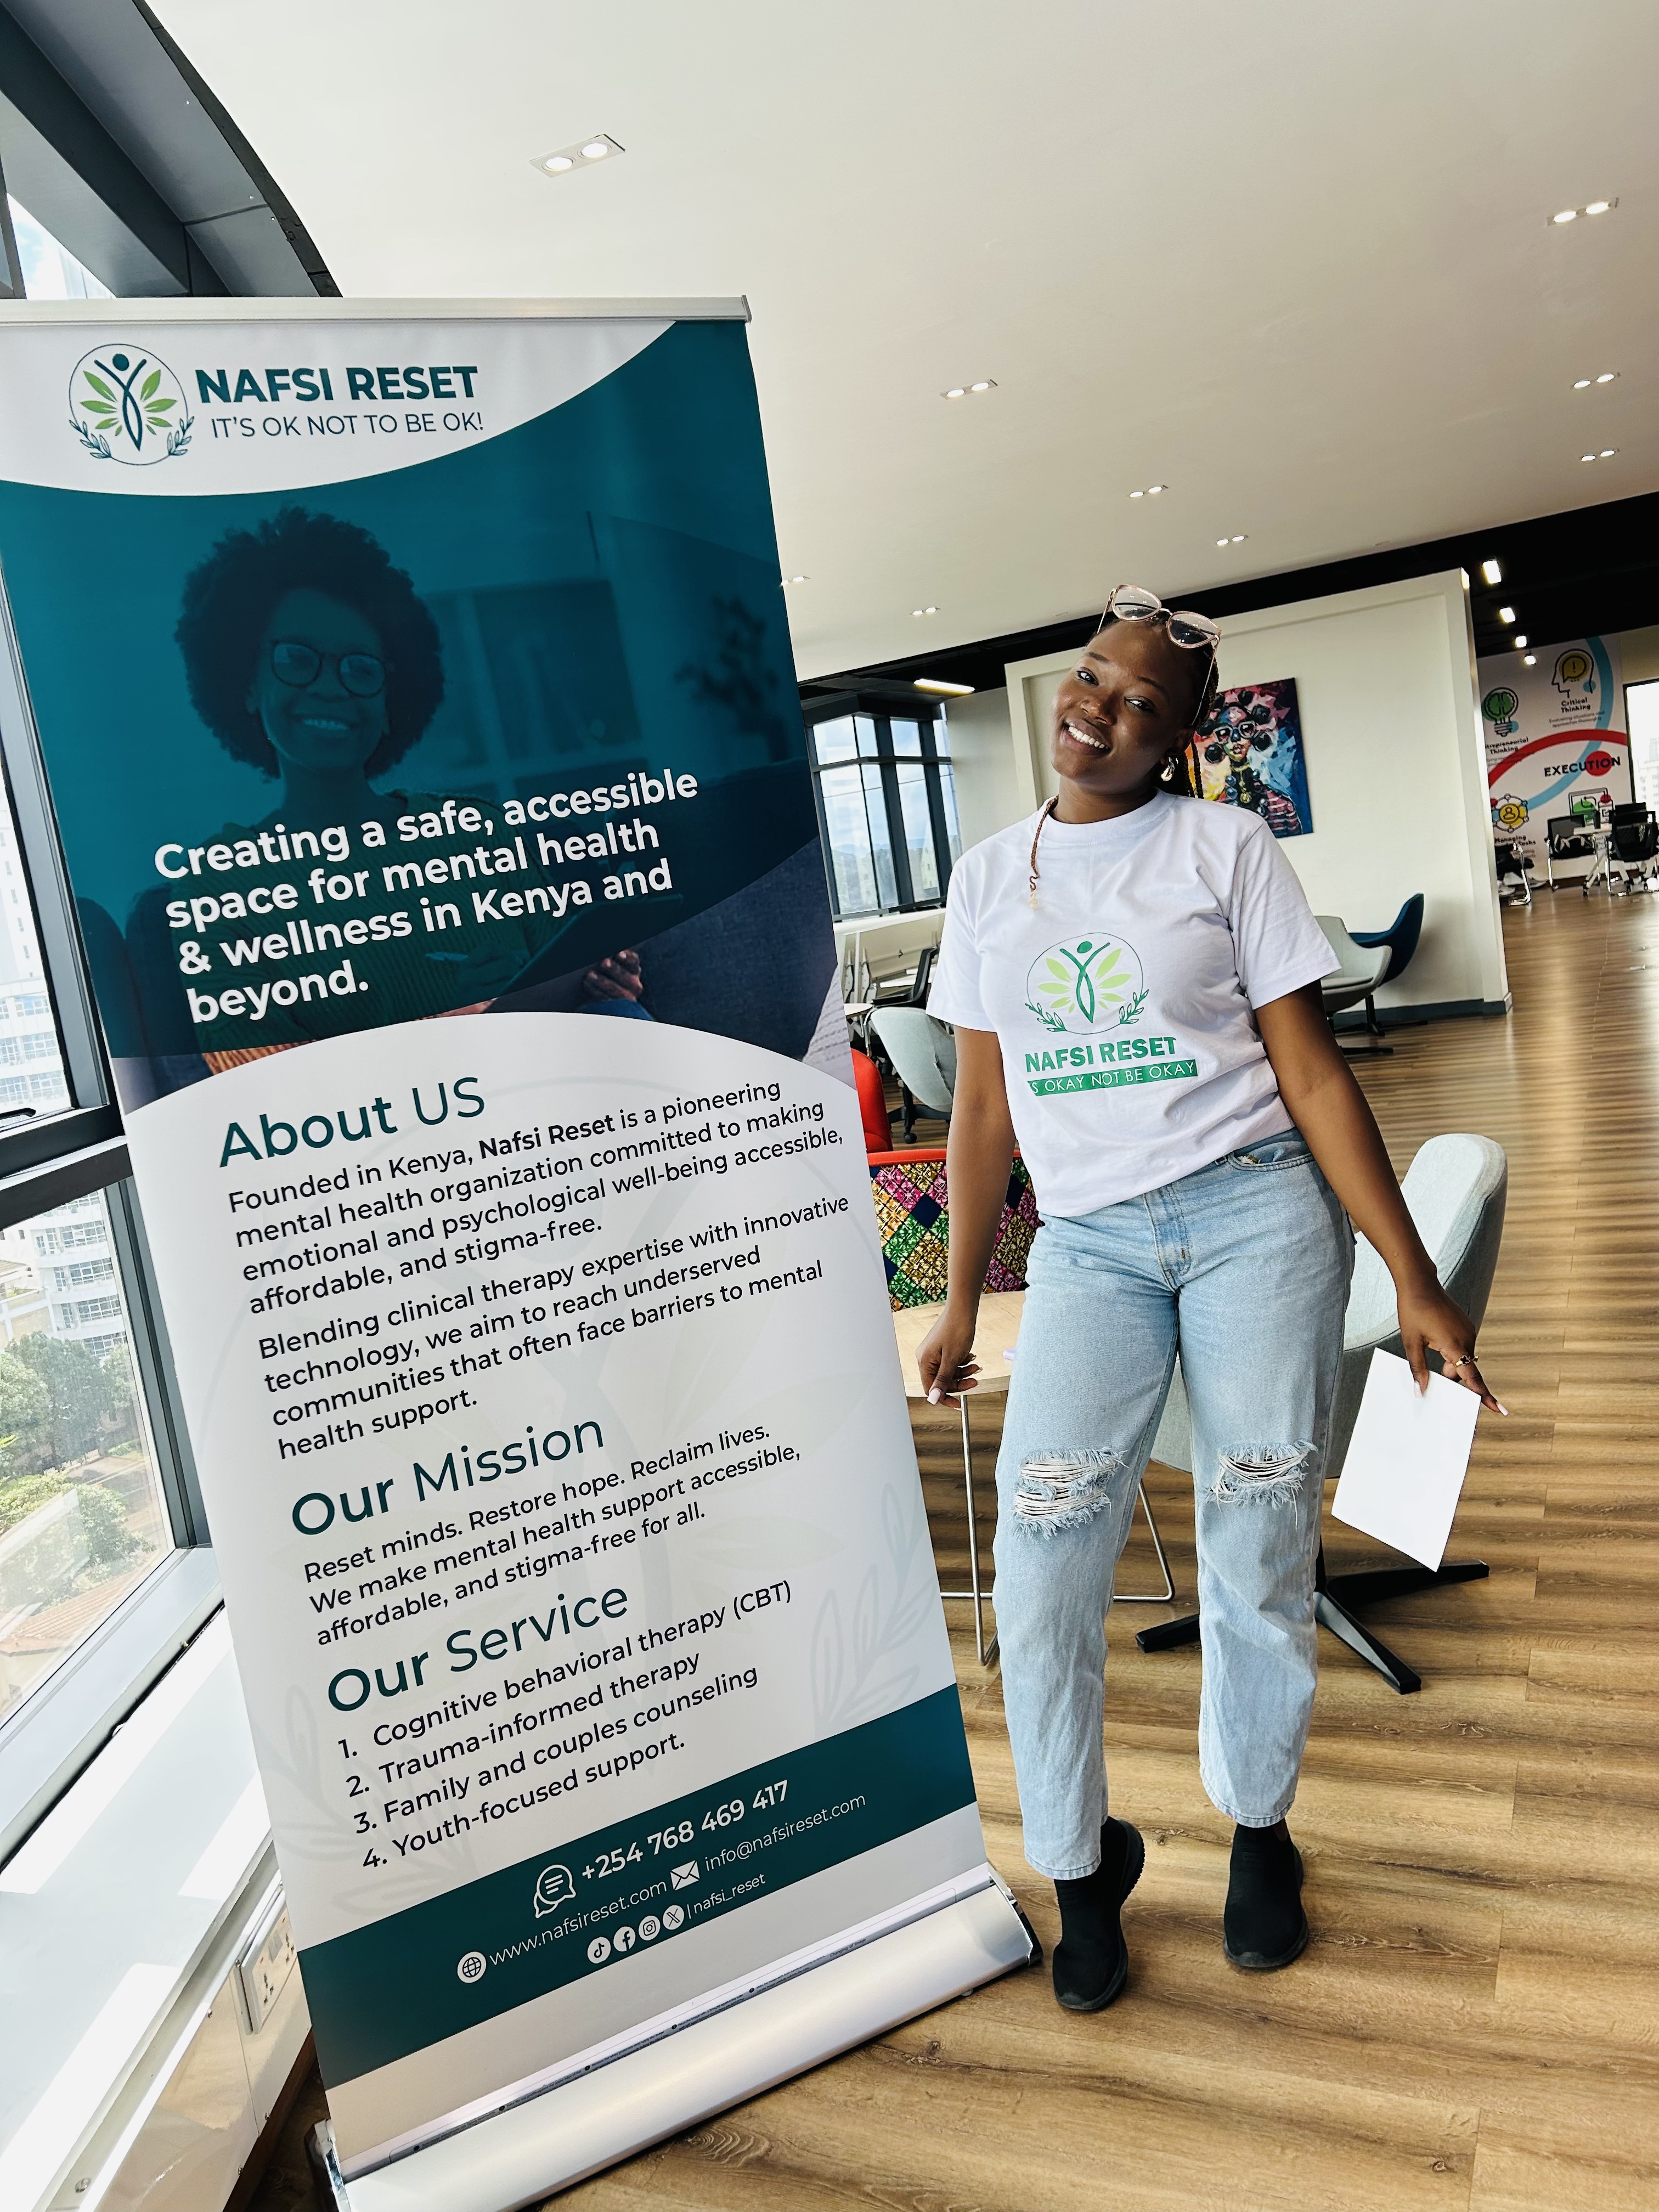 NAFSI RESET
IT'S OK NOT TO BE OK!
Creating a safe, accessible
space for mental health
& wellness in Kenya and
beyond.
About US
Founded in Kenya, Nafsi Reset is a pioneering
mental health organization committed to making
emotional and psychological well-being accessible,
affordable, and stigma-free.
Blending clinical therapy expertise with innovative
technology, we aim to reach underserved
communities that often face barriers to mental
health support.
Our Mission
Reset minds. Restore hope. Reclaim lives.
We make mental health support accessible,
affordable, and stigma-free for all.
Our Service
1. Cognitive behavioral therapy (CBT)
2. Trauma-informed therapy
3. Family and couples counseling
4. Youth-focused support.
+254 768 469 417
www.nafsireset.com info@nafsireset.com
| nafsi_reset
NAFSI RESET
S OKAY NOT BE OKAY
Critical
Thinking
Thinking
EXECUTION
Managing